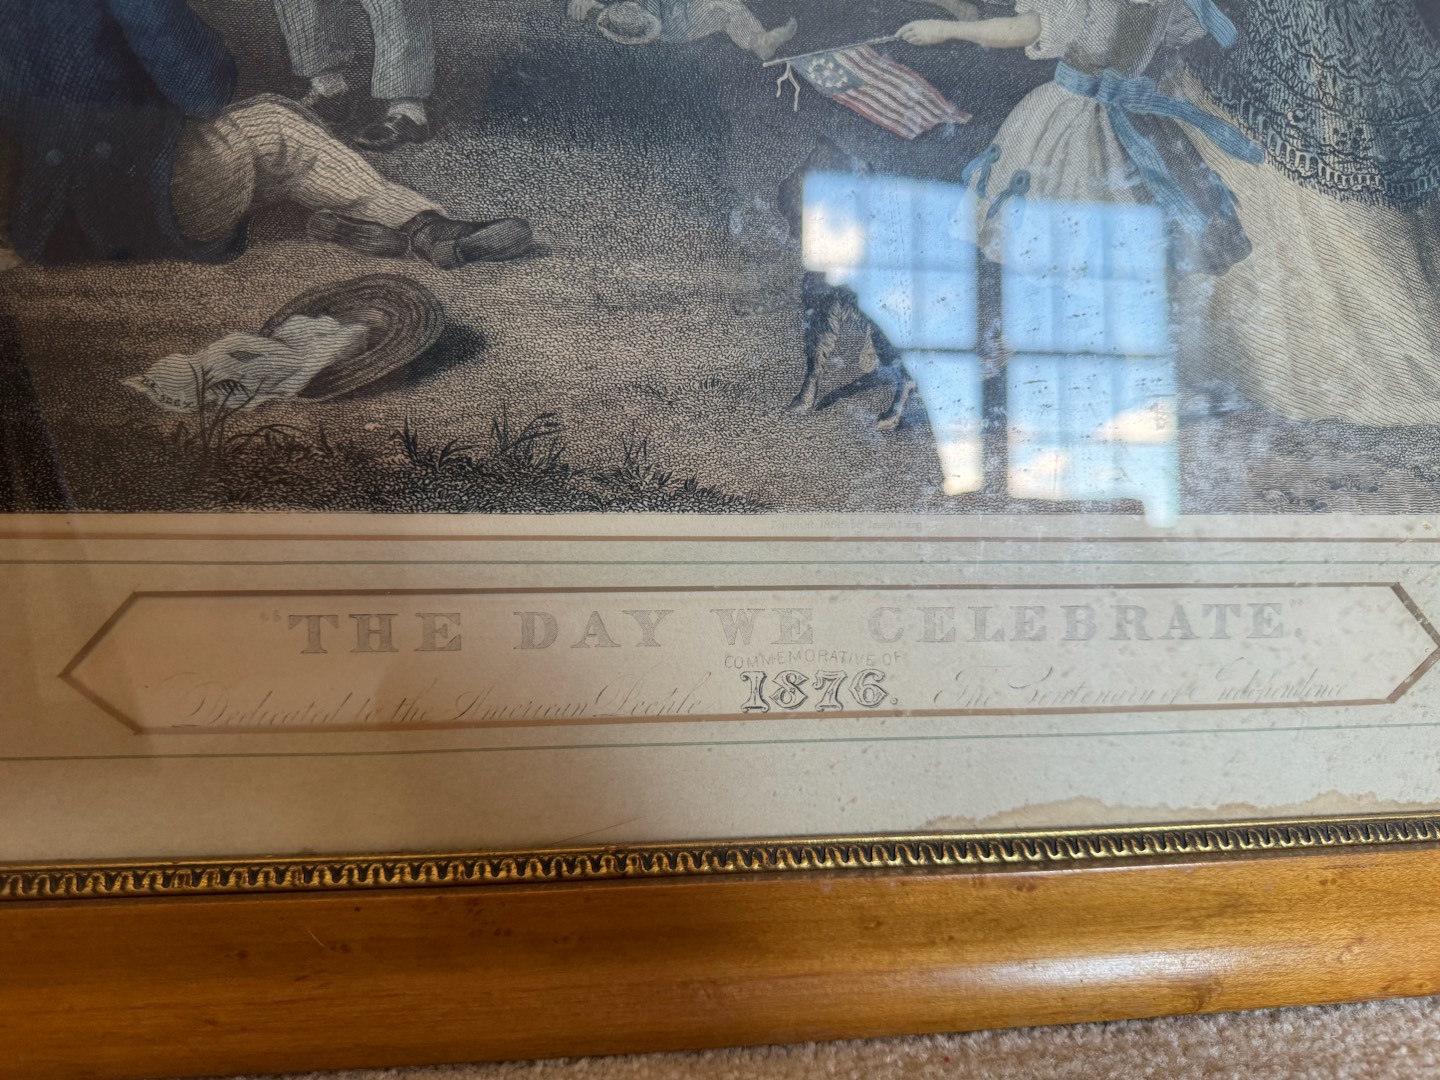 "THE DAY WE CELEBRATE."
COMMEMORATIVE OF
Dedicated to the American People 1876. The Centenary of Independence